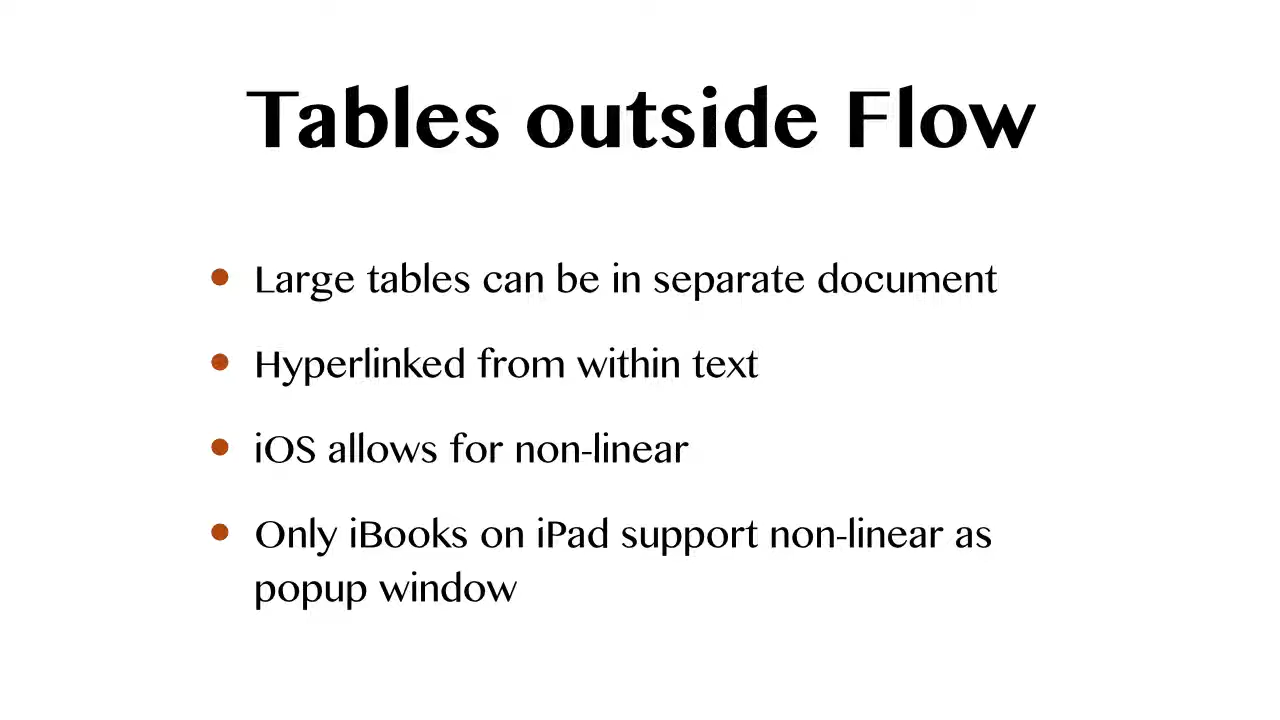 Tables outside Flow
Large tables can be in separate document
Hyperlinked from within text
iOS allows for non-linear
Only iBooks on iPad support non-linear as
popup window